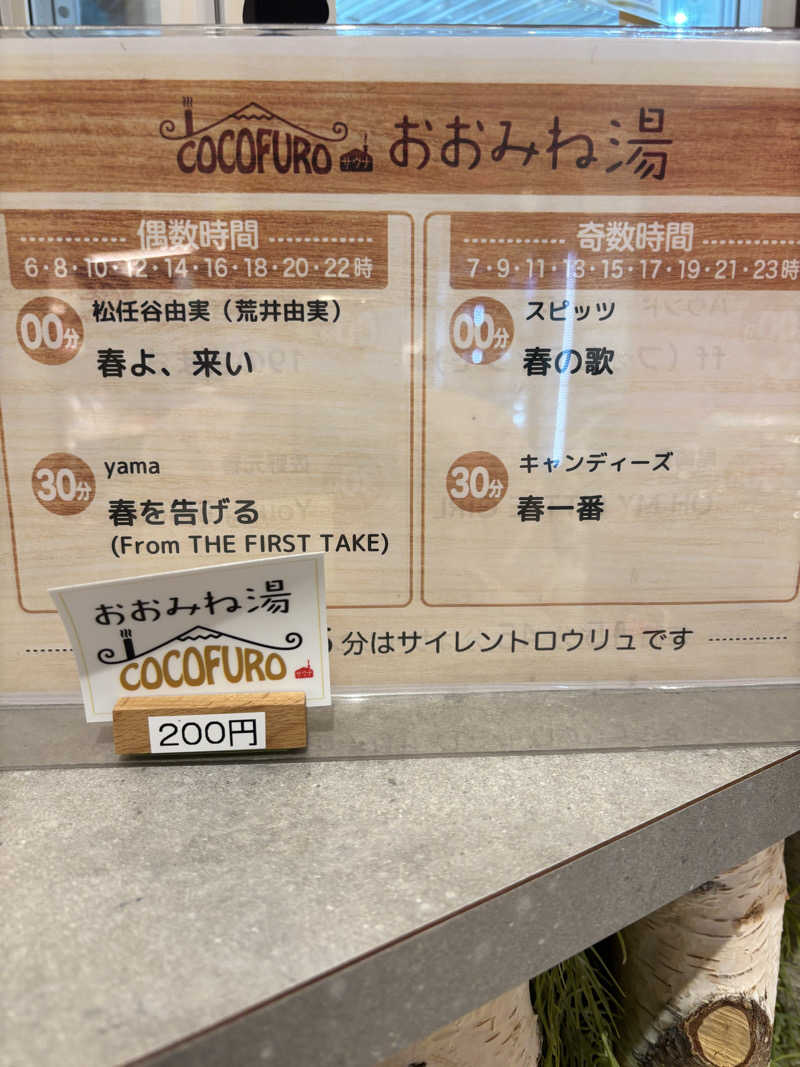 COCOFURO サウナ おおみね湯
偶数時間
6・8・10・12・14・16・18・20・22時
00分
松任谷由実（荒井由実）
春よ、来い
30分
yama
春を告げる
(From THE FIRST TAKE)
奇数時間
7・9・11・13・15・17・19・21・23時
00分
スピッツ
春の歌
30分
キャンディーズ
春一番
分はサイレントロウリュです
おおみね湯
COCOFURO
200円